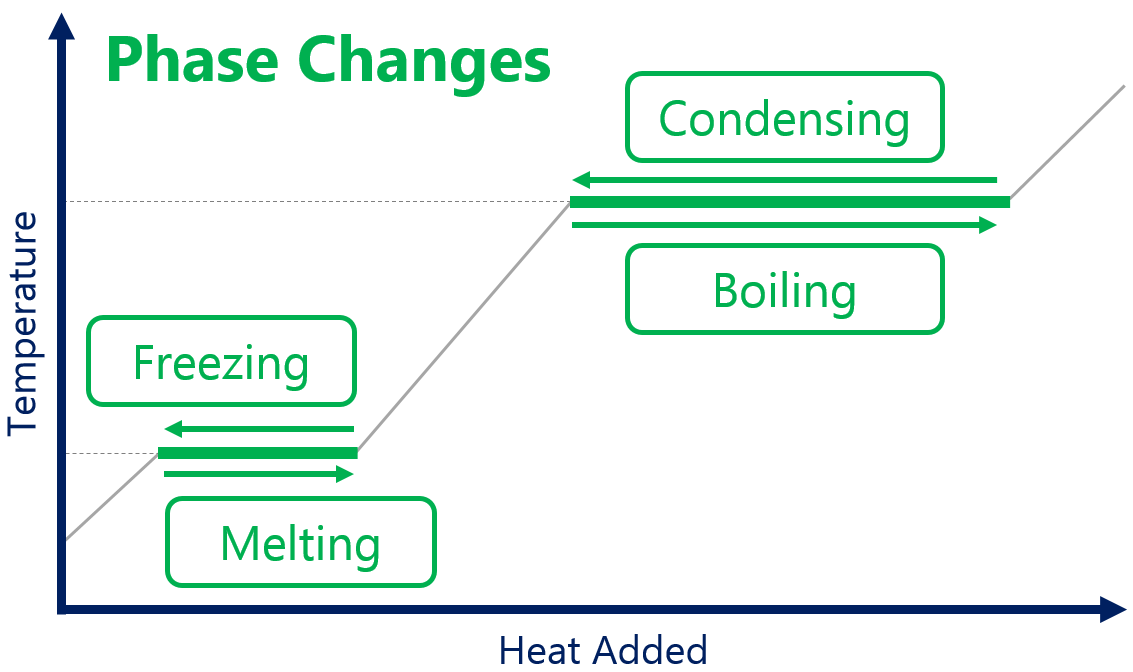 Phase Changes
Condensing
Boiling
Temperature
Freezing
Melting
Heat Added